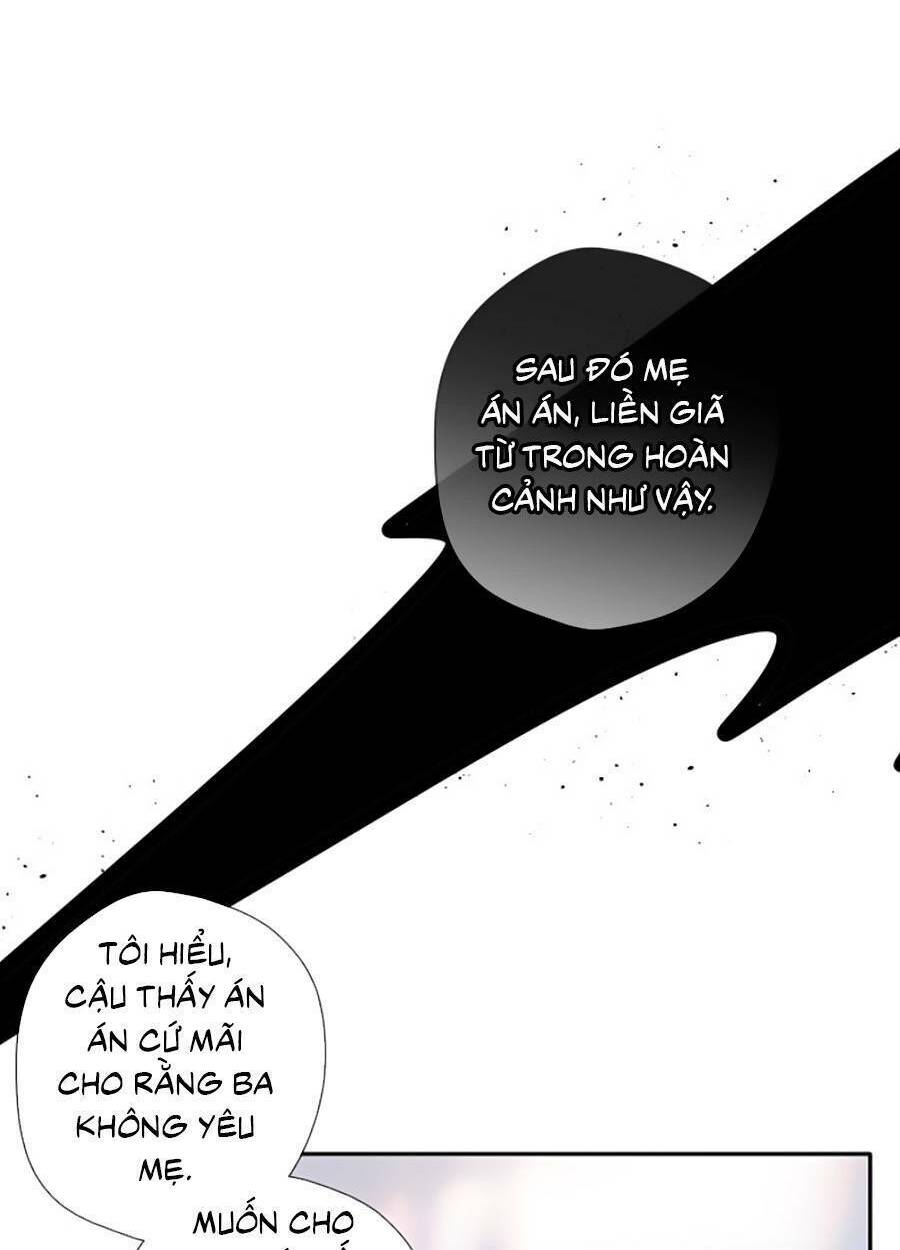 SAU ĐÓ MẸ
ÁN ÁN, LIỀN GIÃ
TỪ TRONG HOÀN
CẢNH NHƯ VẬY.
TÔI HIỂU,
CẬU THẤY ÁN
ÁN CỨ MÃI
CHO RẰNG BA
KHÔNG YÊU
MẸ.
MUỐN CHO